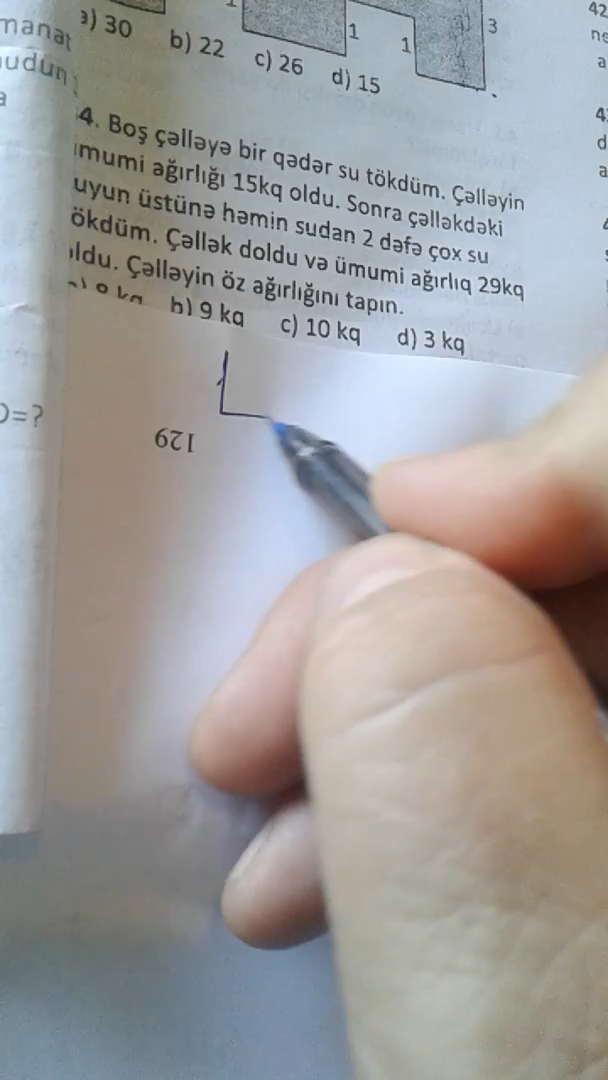 manat
a) 30 b) 22 c) 26 d) 15
1
1
3
42
ne
a
4. Boş çəlləyə bir qədər su tökdüm. Çəlləyin
ümumi ağırlığı 15kq oldu. Sonra çəlləkdəki
uyun üstünə həmin sudan 2 dəfə çox su
ökdüm. Çəllək doldu və ümumi ağırlıq 29kq
ldu. Çəlləyin öz ağırlığını tapın.
b) 9 kq c) 10 kq d) 3 kq
O=?
129